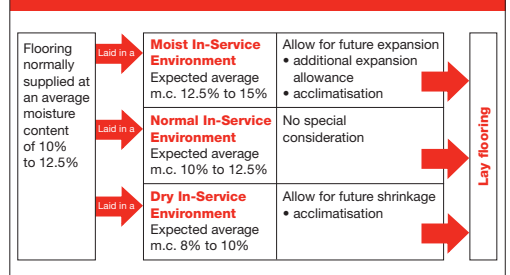 Flooring
normally
supplied at
an average
moisture
content
of 10%
to 12.5%
Laid in a
Moist In-Service
Environment
Expected average
m.c. 12.5% to 15%
Allow for future expansion
• additional expansion
allowance
• acclimatisation
Laid in a
Normal In-Service
Environment
Expected average
m.c. 10% to 12.5%
No special
consideration
Laid in a
Dry In-Service
Environment
Expected average
m.c. 8% to 10%
Allow for future shrinkage
• acclimatisation
Lay flooring